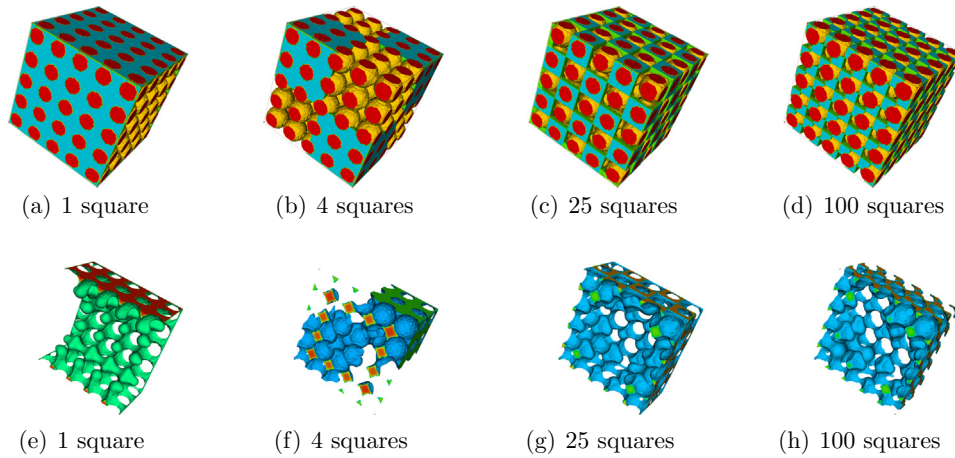 (a) 1 square
(b) 4 squares
(c) 25 squares
(d) 100 squares
(e) 1 square
(f) 4 squares
(g) 25 squares
(h) 100 squares